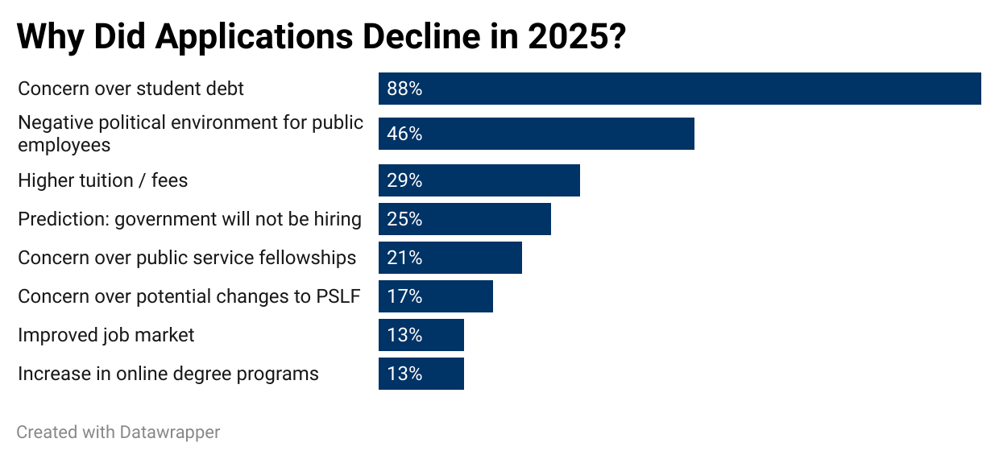 Why Did Applications Decline in 2025?
Concern over student debt 88%
Negative political environment for public
employees 46%
Higher tuition / fees 29%
Prediction: government will not be hiring 25%
Concern over public service fellowships 21%
Concern over potential changes to PSLF 17%
Improved job market 13%
Increase in online degree programs 13%
Created with Datawrapper